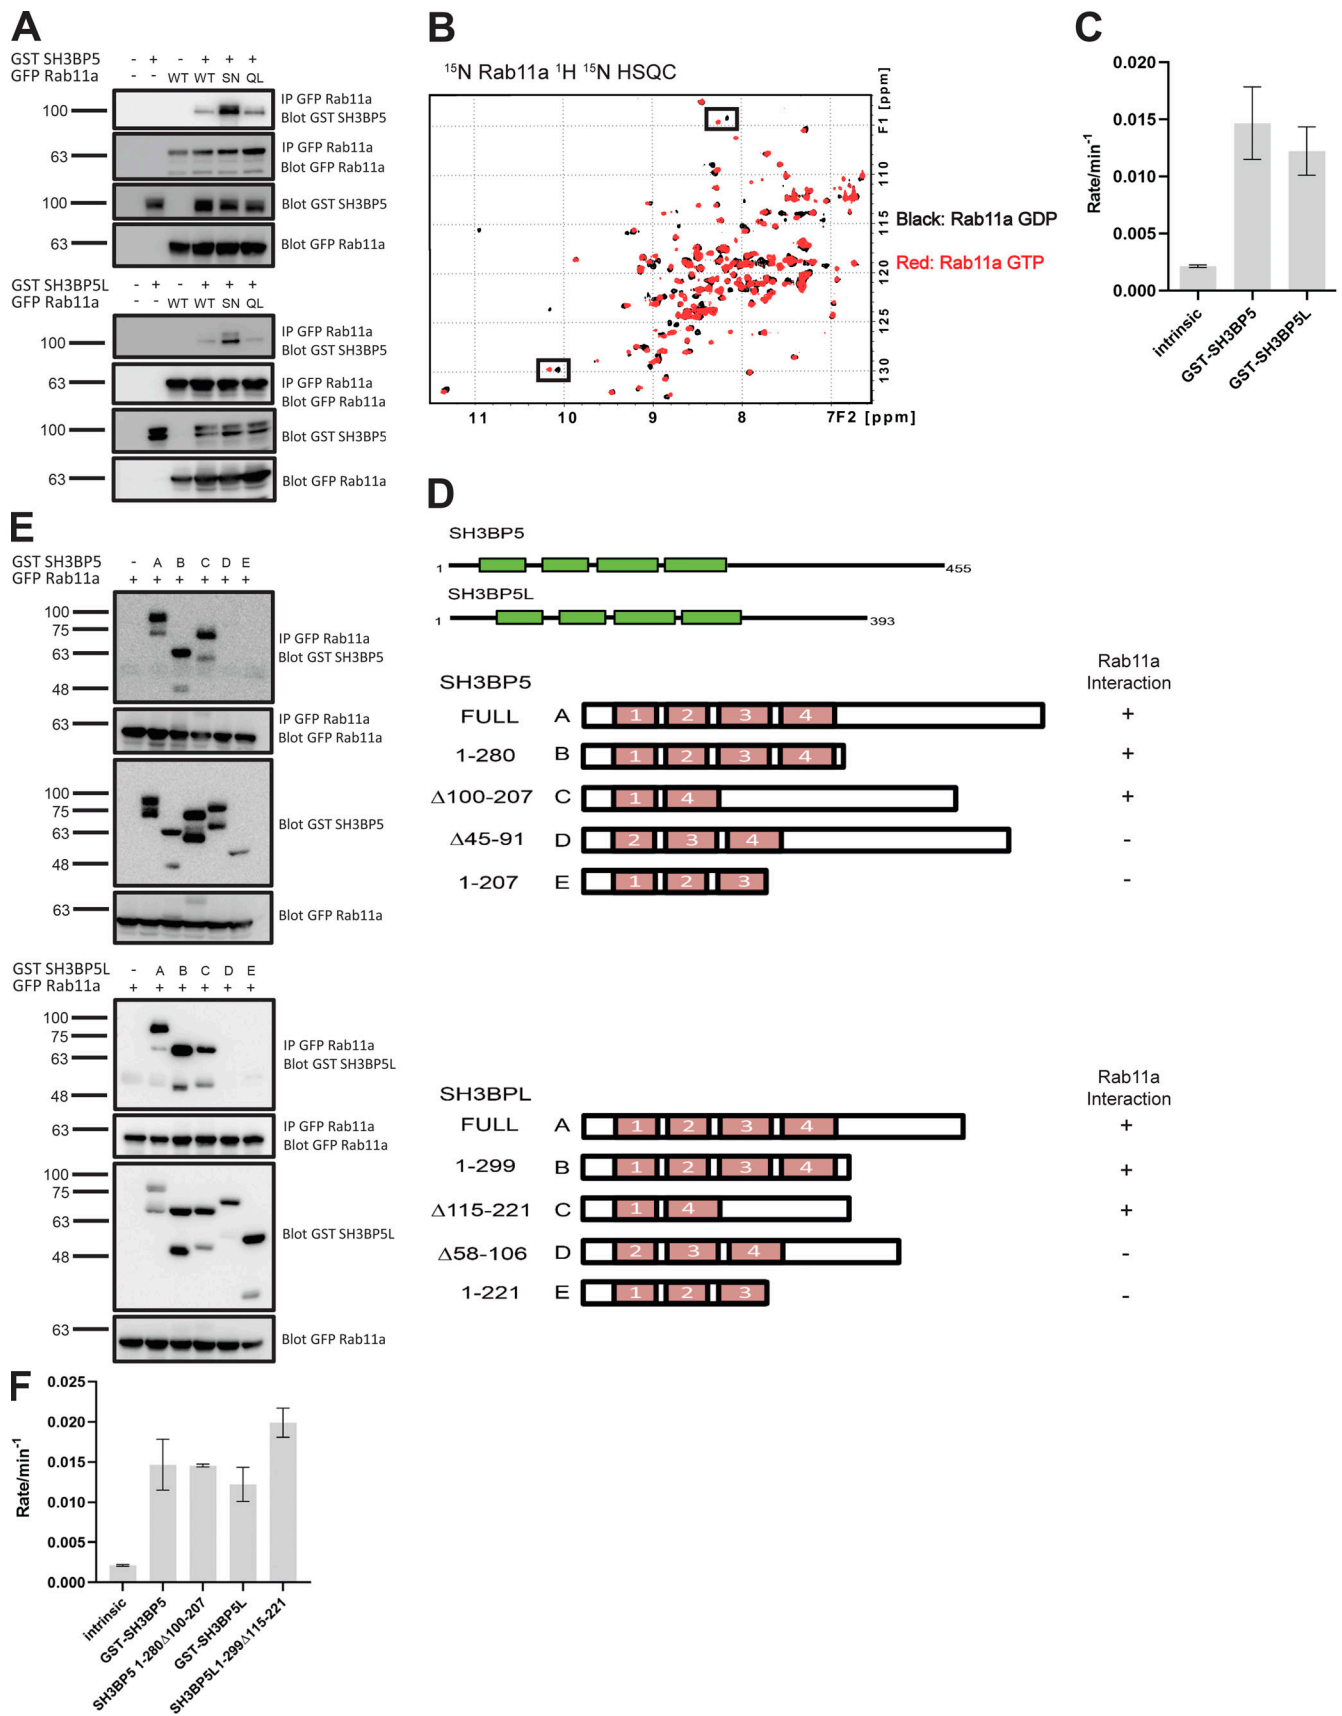 A
GST SH3BP5 - + - + + +
GFP Rab11a - - WT WT SN QL
100
IP GFP Rab11a
Blot GST SH3BP5
63
IP GFP Rab11a
Blot GFP Rab11a
100
Blot GST SH3BP5
63
Blot GFP Rab11a
GST SH3BP5L - + - + + +
GFP Rab11a - - WT WT SN QL
100
IP GFP Rab11a
Blot GST SH3BP5
63
IP GFP Rab11a
Blot GFP Rab11a
100
Blot GST SH3BP5
63
Blot GFP Rab11a
B
¹⁵N Rab11a ¹H ¹⁵N HSQC
F1 [ppm]
110
115
120
125
130
11 10 9 8 7 F2 [ppm]
Black: Rab11a GDP
Red: Rab11a GTP
C
Rate/min⁻¹
0.020
0.015
0.010
0.005
0.000
intrinsic
GST-SH3BP5
GST-SH3BP5L
D
SH3BP5
1 455
SH3BP5L
1 393
SH3BP5
Rab11a
Interaction
FULL A 1 2 3 4 +
1-280 B 1 2 3 4 +
Δ100-207 C 1 4 +
Δ45-91 D 2 3 4 -
1-207 E 1 2 3 -
SH3BPL
Rab11a
Interaction
FULL A 1 2 3 4 +
1-299 B 1 2 3 4 +
Δ115-221 C 1 4 +
Δ58-106 D 2 3 4 -
1-221 E 1 2 3 -
E
GST SH3BP5 - A B C D E
GFP Rab11a + + + + + +
100
75
63
48
IP GFP Rab11a
Blot GST SH3BP5
63
IP GFP Rab11a
Blot GFP Rab11a
100
75
63
48
Blot GST SH3BP5
63
Blot GFP Rab11a
GST SH3BP5L - A B C D E
GFP Rab11a + + + + + +
100
75
63
48
IP GFP Rab11a
Blot GST SH3BP5L
63
IP GFP Rab11a
Blot GFP Rab11a
100
75
63
48
Blot GST SH3BP5L
63
Blot GFP Rab11a
F
Rate/min⁻¹
0.025
0.020
0.015
0.010
0.005
0.000
intrinsic
GST-SH3BP5
SH3BP5 1-280Δ100-207
GST-SH3BP5L
SH3BP5L1-299Δ115-221